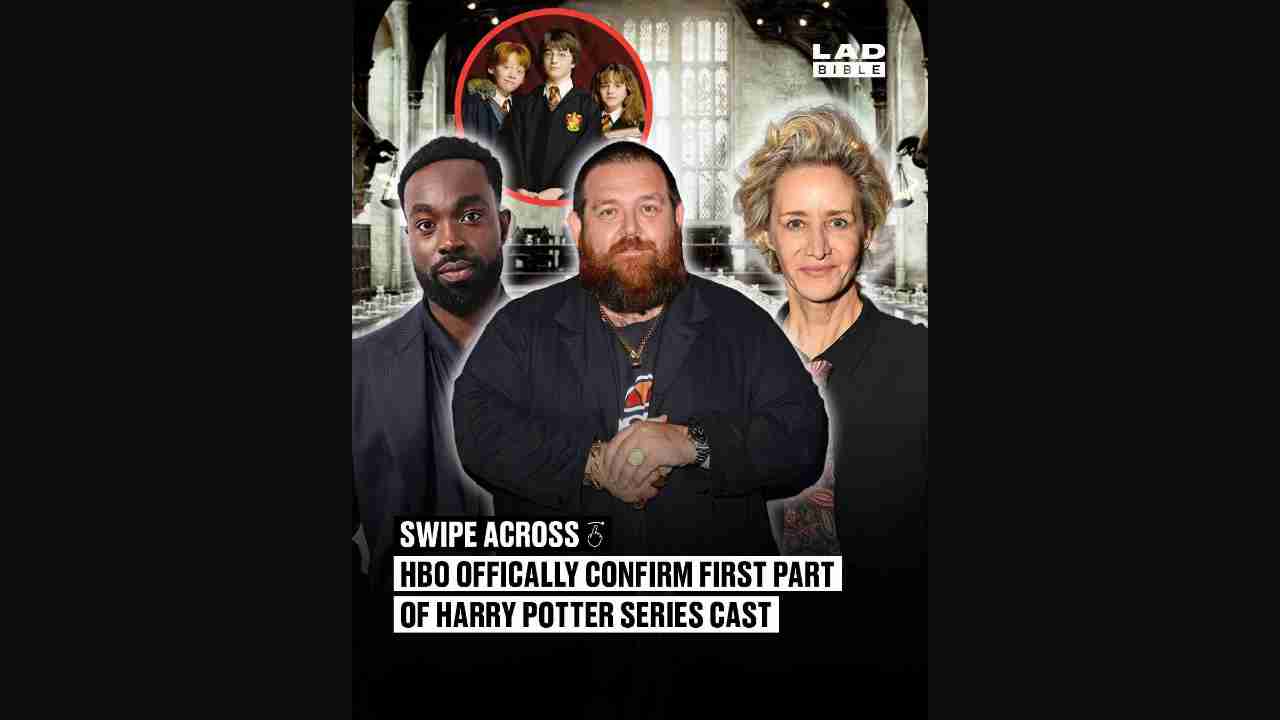 LAD
BIBLE
SWIPE ACROSS
HBO OFFICALLY CONFIRM FIRST PART
OF HARRY POTTER SERIES CAST